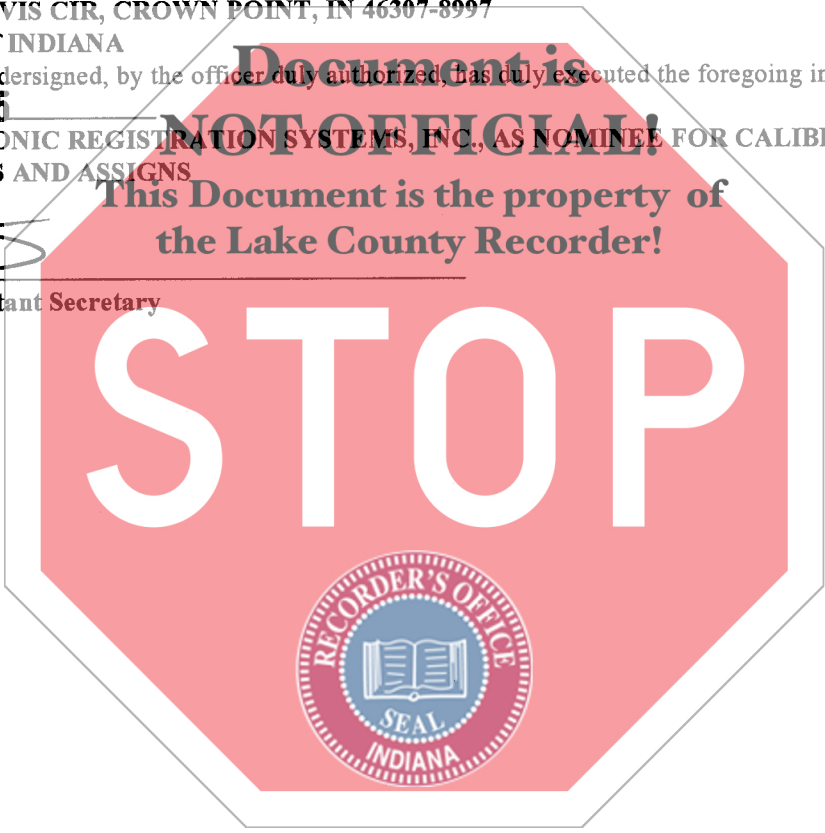 VIS CIR, CROWN POINT, IN 46307-8997
INDIANA
Document is
dersigned, by the officer duly authorized, has duly executed the foregoing in
NOT OFFICIAL!
ONIC REGISTRATION SYSTEMS, INC., AS NOMINEE FOR CALIB
S AND ASSIGNS
This Document is the property of
the Lake County Recorder!
tant Secretary
STOP
RECORDER'S OFFICE
SEAL
INDIANA